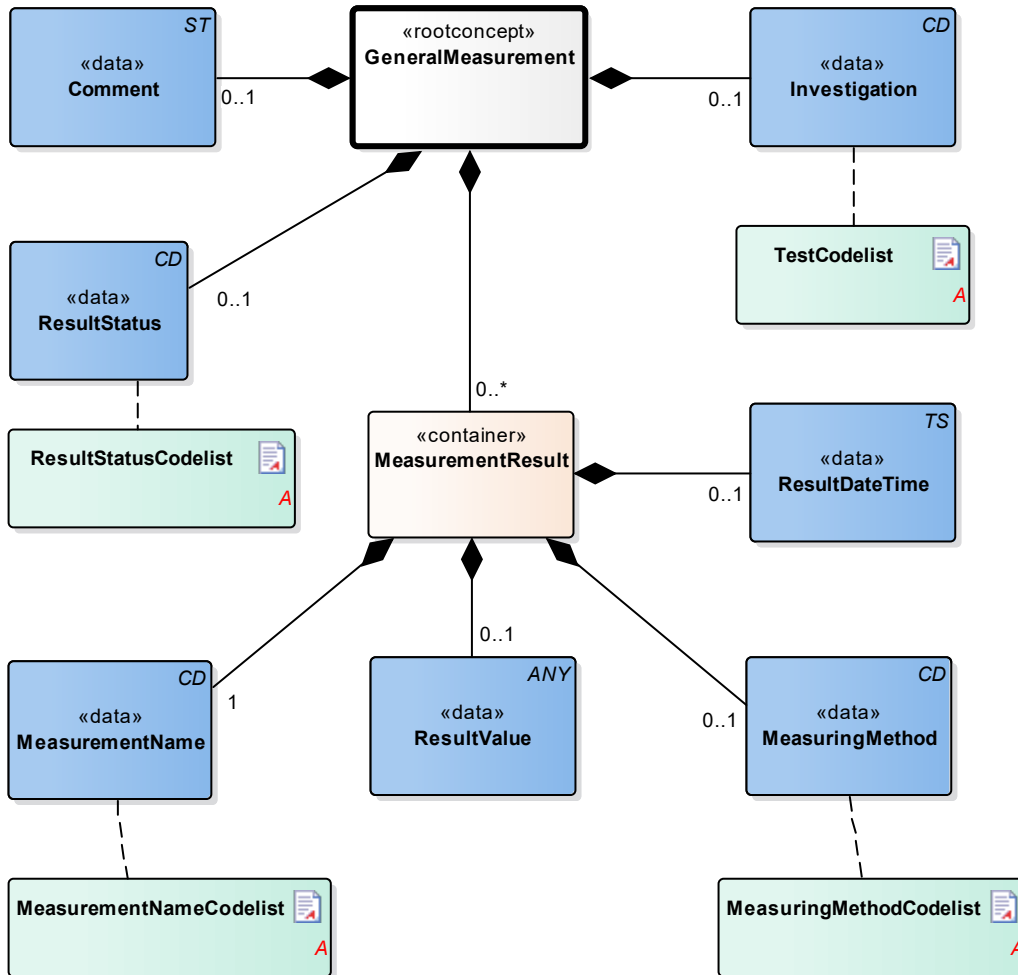 ST
«data»
Comment
0..1
«rootconcept»
GeneralMeasurement
CD
«data»
Investigation
0..1
TestCodelist
A
CD
«data»
ResultStatus
0..1
ResultStatusCodelist
A
0..*
«container»
MeasurementResult
TS
«data»
ResultDateTime
0..1
CD
«data»
MeasurementName
1
ANY
«data»
ResultValue
0..1
CD
«data»
MeasuringMethod
0..1
MeasurementNameCodelist
A
MeasuringMethodCodelist
A